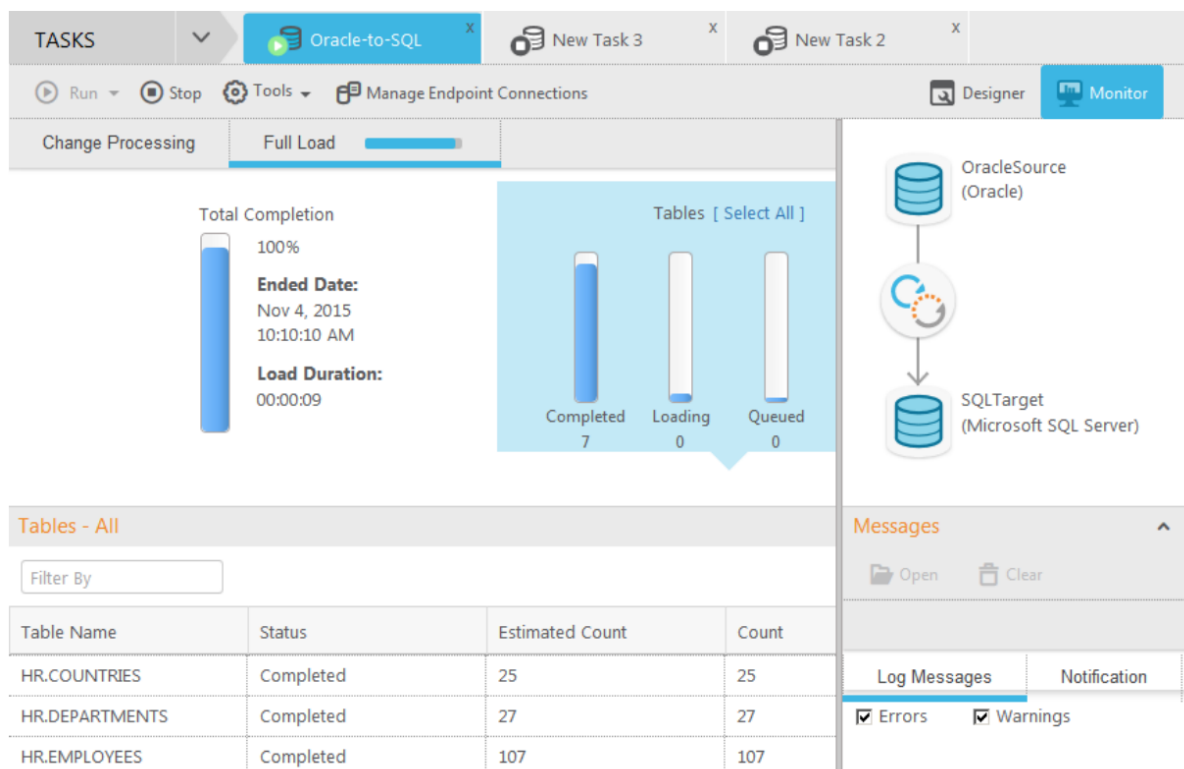 TASKS
Oracle-to-SQL x
New Task 3 x
New Task 2 x
Run Stop Tools Manage Endpoint Connections
Designer Monitor
Change Processing Full Load
Total Completion
100%
Ended Date:
Nov 4, 2015
10:10:10 AM
Load Duration:
00:00:09
Tables [ Select All ]
Completed Loading Queued
7 0 0
OracleSource
(Oracle)
SQLTarget
(Microsoft SQL Server)
Tables - All
Filter By
Table Name Status Estimated Count Count
HR.COUNTRIES Completed 25 25
HR.DEPARTMENTS Completed 27 27
HR.EMPLOYEES Completed 107 107
Messages
Open Clear
Log Messages Notification
Errors Warnings